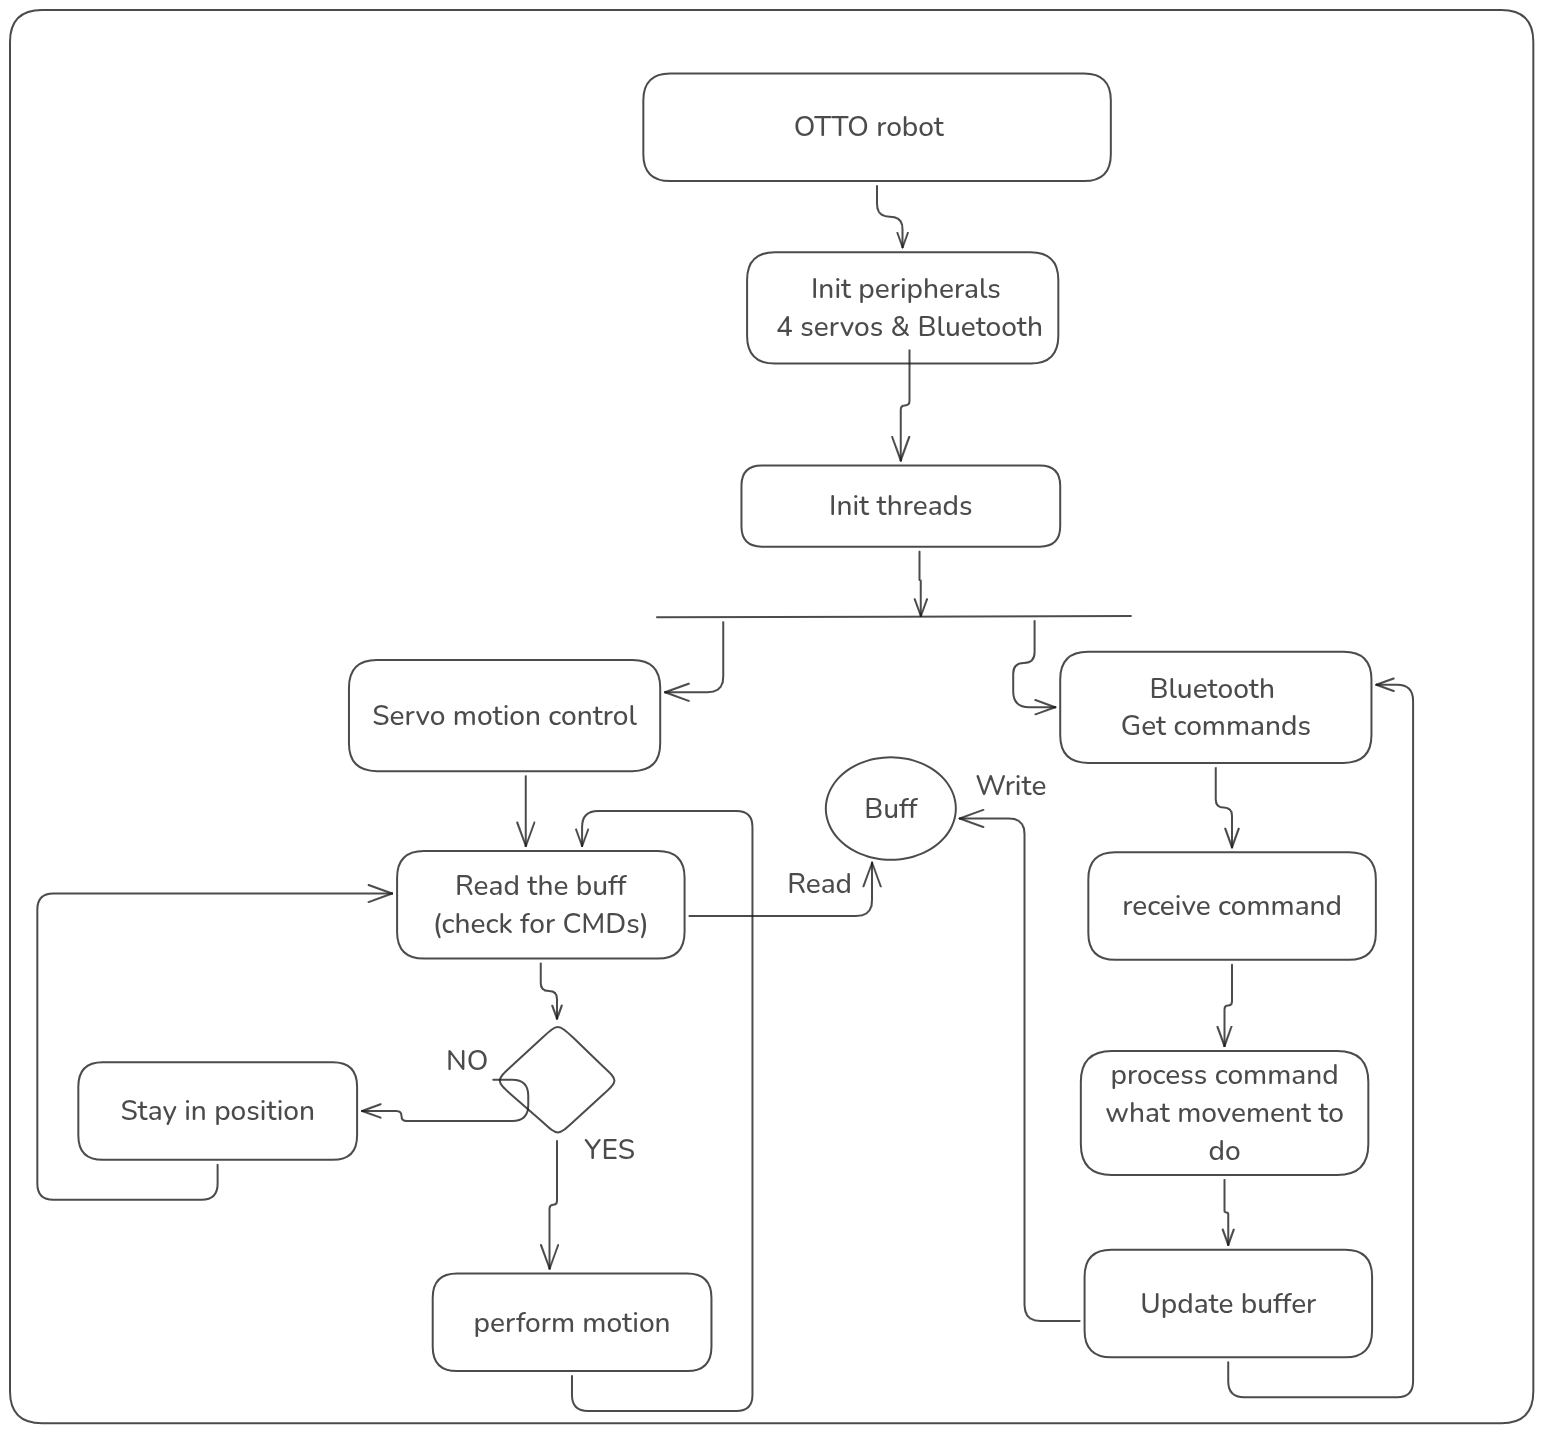 OTTO robot
Init peripherals
4 servos & Bluetooth
Init threads
Servo motion control
Bluetooth
Get commands
Buff
Write
Read the buff
(check for CMDs)
Read
receive command
NO
Stay in position
YES
process command
what movement to
do
perform motion
Update buffer